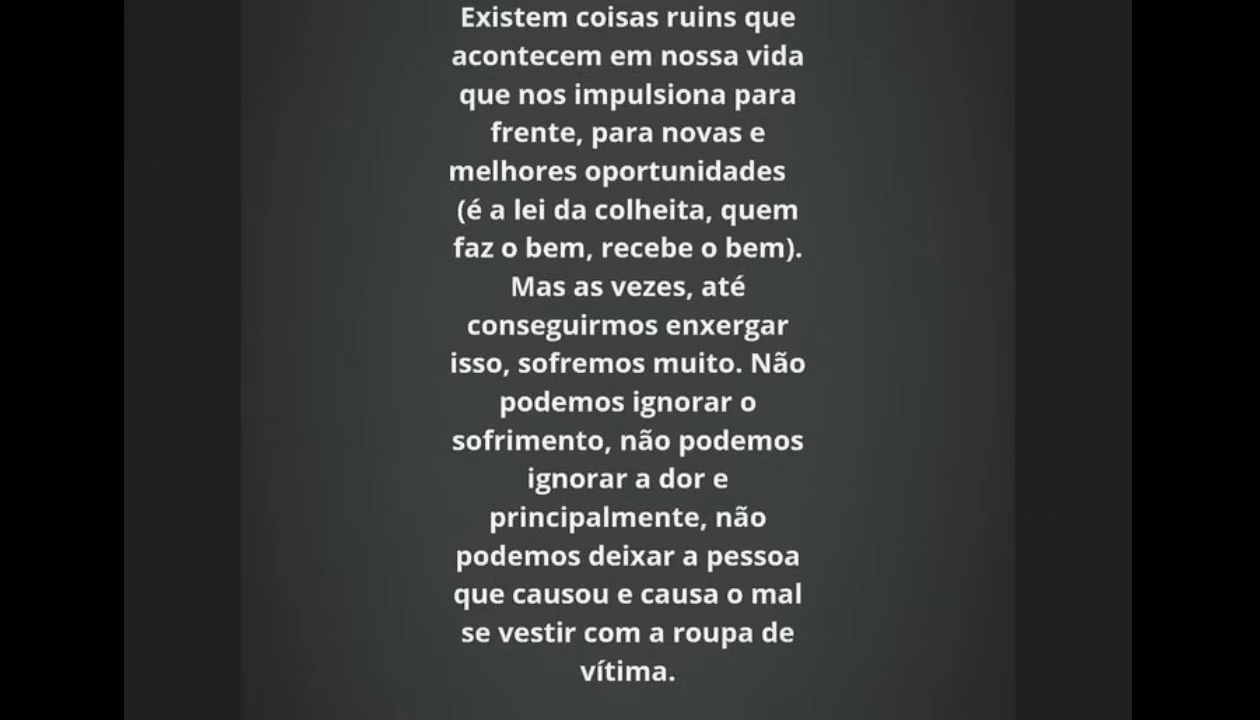 Existem coisas ruins que
acontecem em nossa vida
que nos impulsiona para
frente, para novas e
melhores oportunidades
(é a lei da colheita, quem
faz o bem, recebe o bem).
Mas as vezes, até
conseguirmos enxergar
isso, sofremos muito. Não
podemos ignorar o
sofrimento, não podemos
ignorar a dor e
principalmente, não
podemos deixar a pessoa
que causou e causa o mal
se vestir com a roupa de
vítima.